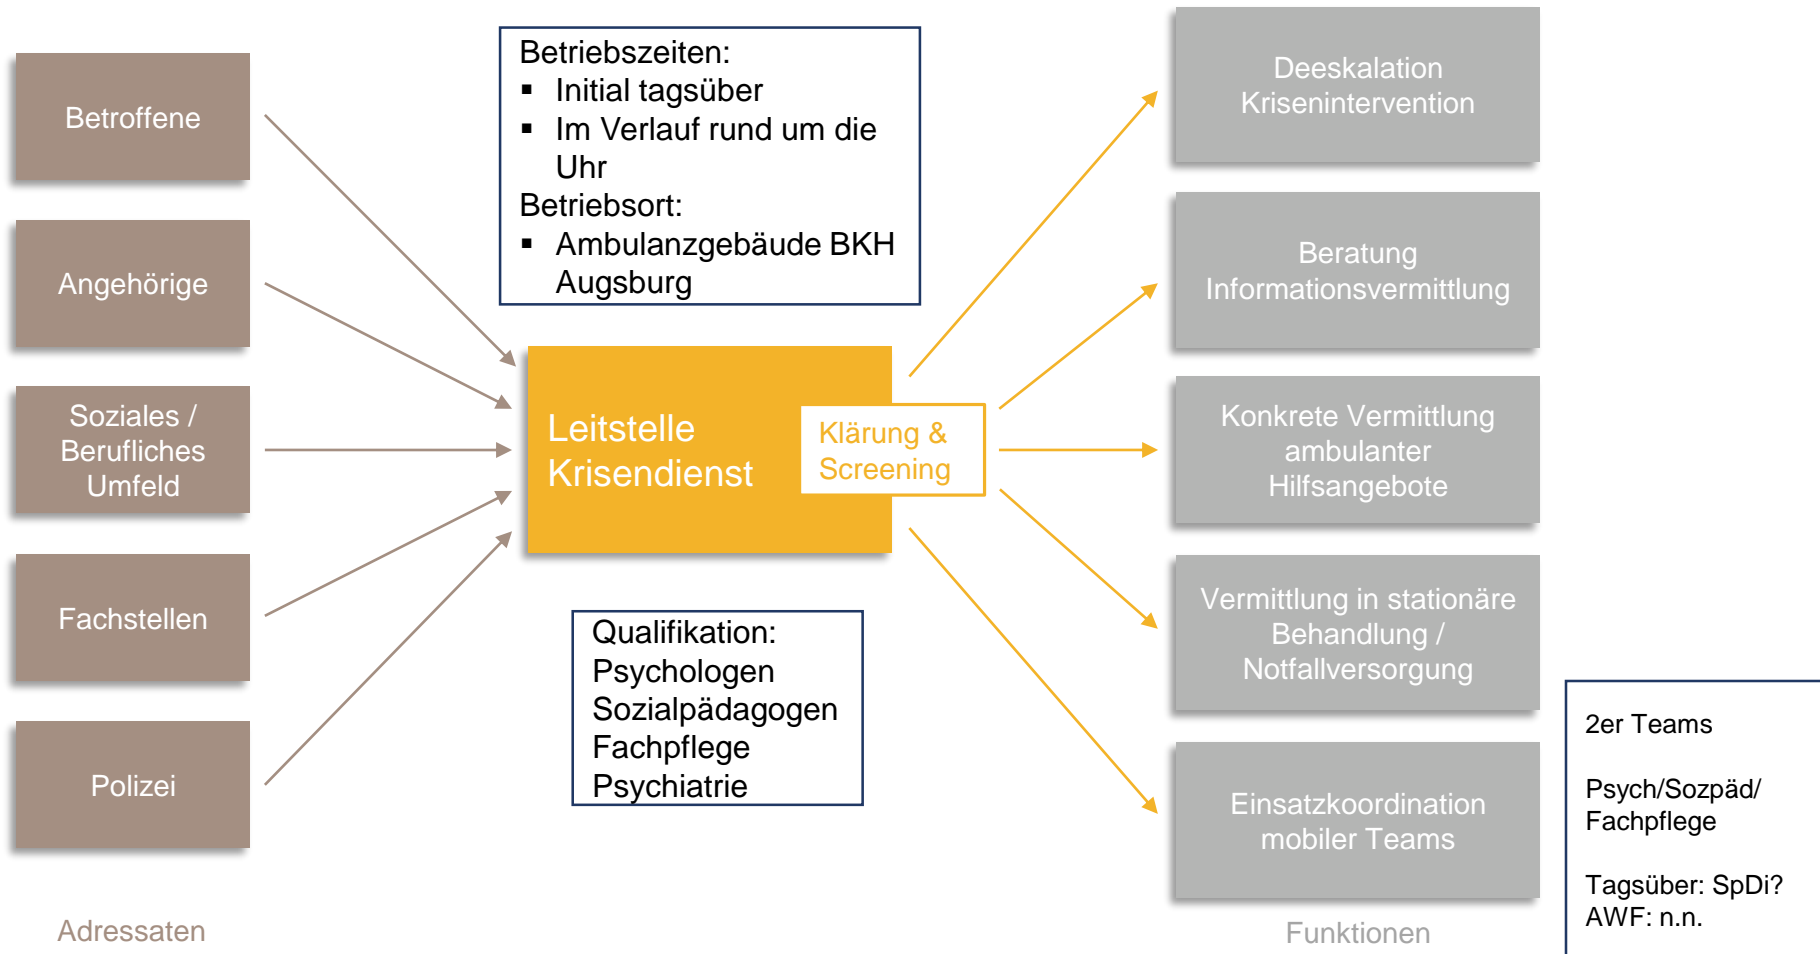 Betroffene
Angehörige
Soziales /
Berufliches
Umfeld
Fachstellen
Polizei
Adressaten
Betriebszeiten:
▪ Initial tagsüber
▪ Im Verlauf rund um die
Uhr
Betriebsort:
▪ Ambulanzgebäude BKH
Augsburg
Leitstelle
Krisendienst
Klärung &
Screening
Qualifikation:
Psychologen
Sozialpädagogen
Fachpflege
Psychiatrie
Deeskalation
Krisenintervention
Beratung
Informationsvermittlung
Konkrete Vermittlung
ambulanter
Hilfsangebote
Vermittlung in stationäre
Behandlung /
Notfallversorgung
Einsatzkoordination
mobiler Teams
Funktionen
2er Teams
Psych/Sozpäd/
Fachpflege
Tagsüber: SpDi?
AWF: n.n.